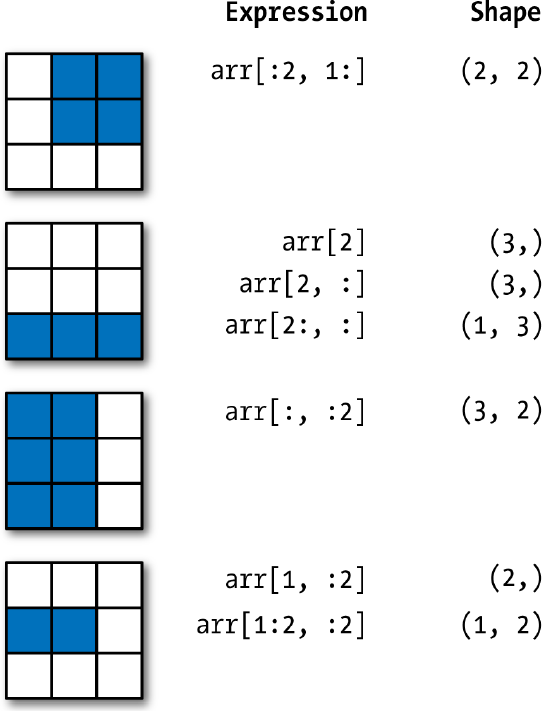 Expression Shape
arr[:2, 1:] (2, 2)
arr[2] (3,)
arr[2, :] (3,)
arr[2:, :] (1, 3)
arr[:, :2] (3, 2)
arr[1, :2] (2,)
arr[1:2, :2] (1, 2)